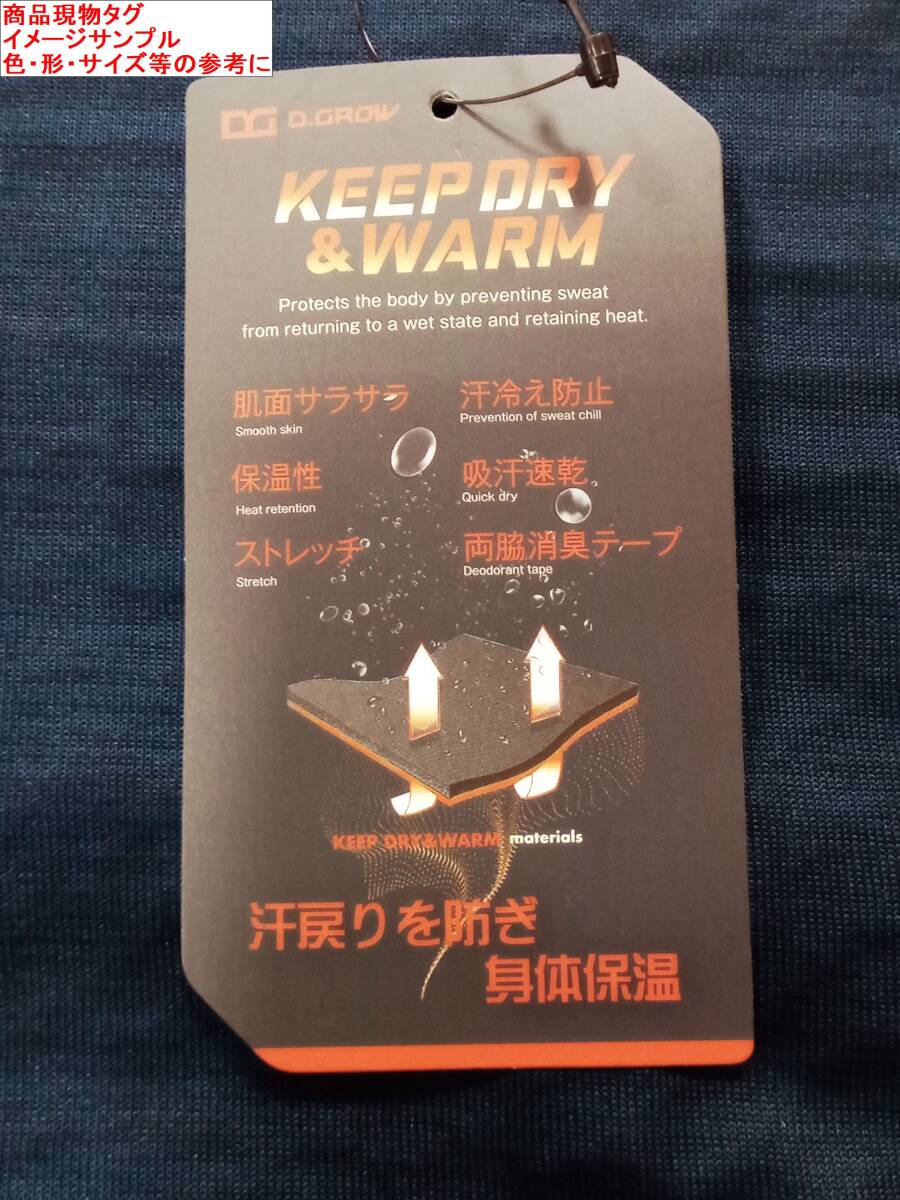 商品現物タグ
イメージサンプル
色・形・サイズ等の参考に
DG D.GROW
KEEP DRY
&WARM
Protects the body by preventing sweat
from returning to a wet state and retaining heat.
肌面サラサラ
Smooth skin
汗冷え防止
Prevention of sweat chill
保温性
Heat retention
吸汗速乾
Quick dry
ストレッチ
Stretch
両脇消臭テープ
Deodorant tape
KEEP DRY&WARM materials
汗戻りを防ぎ
身体保温